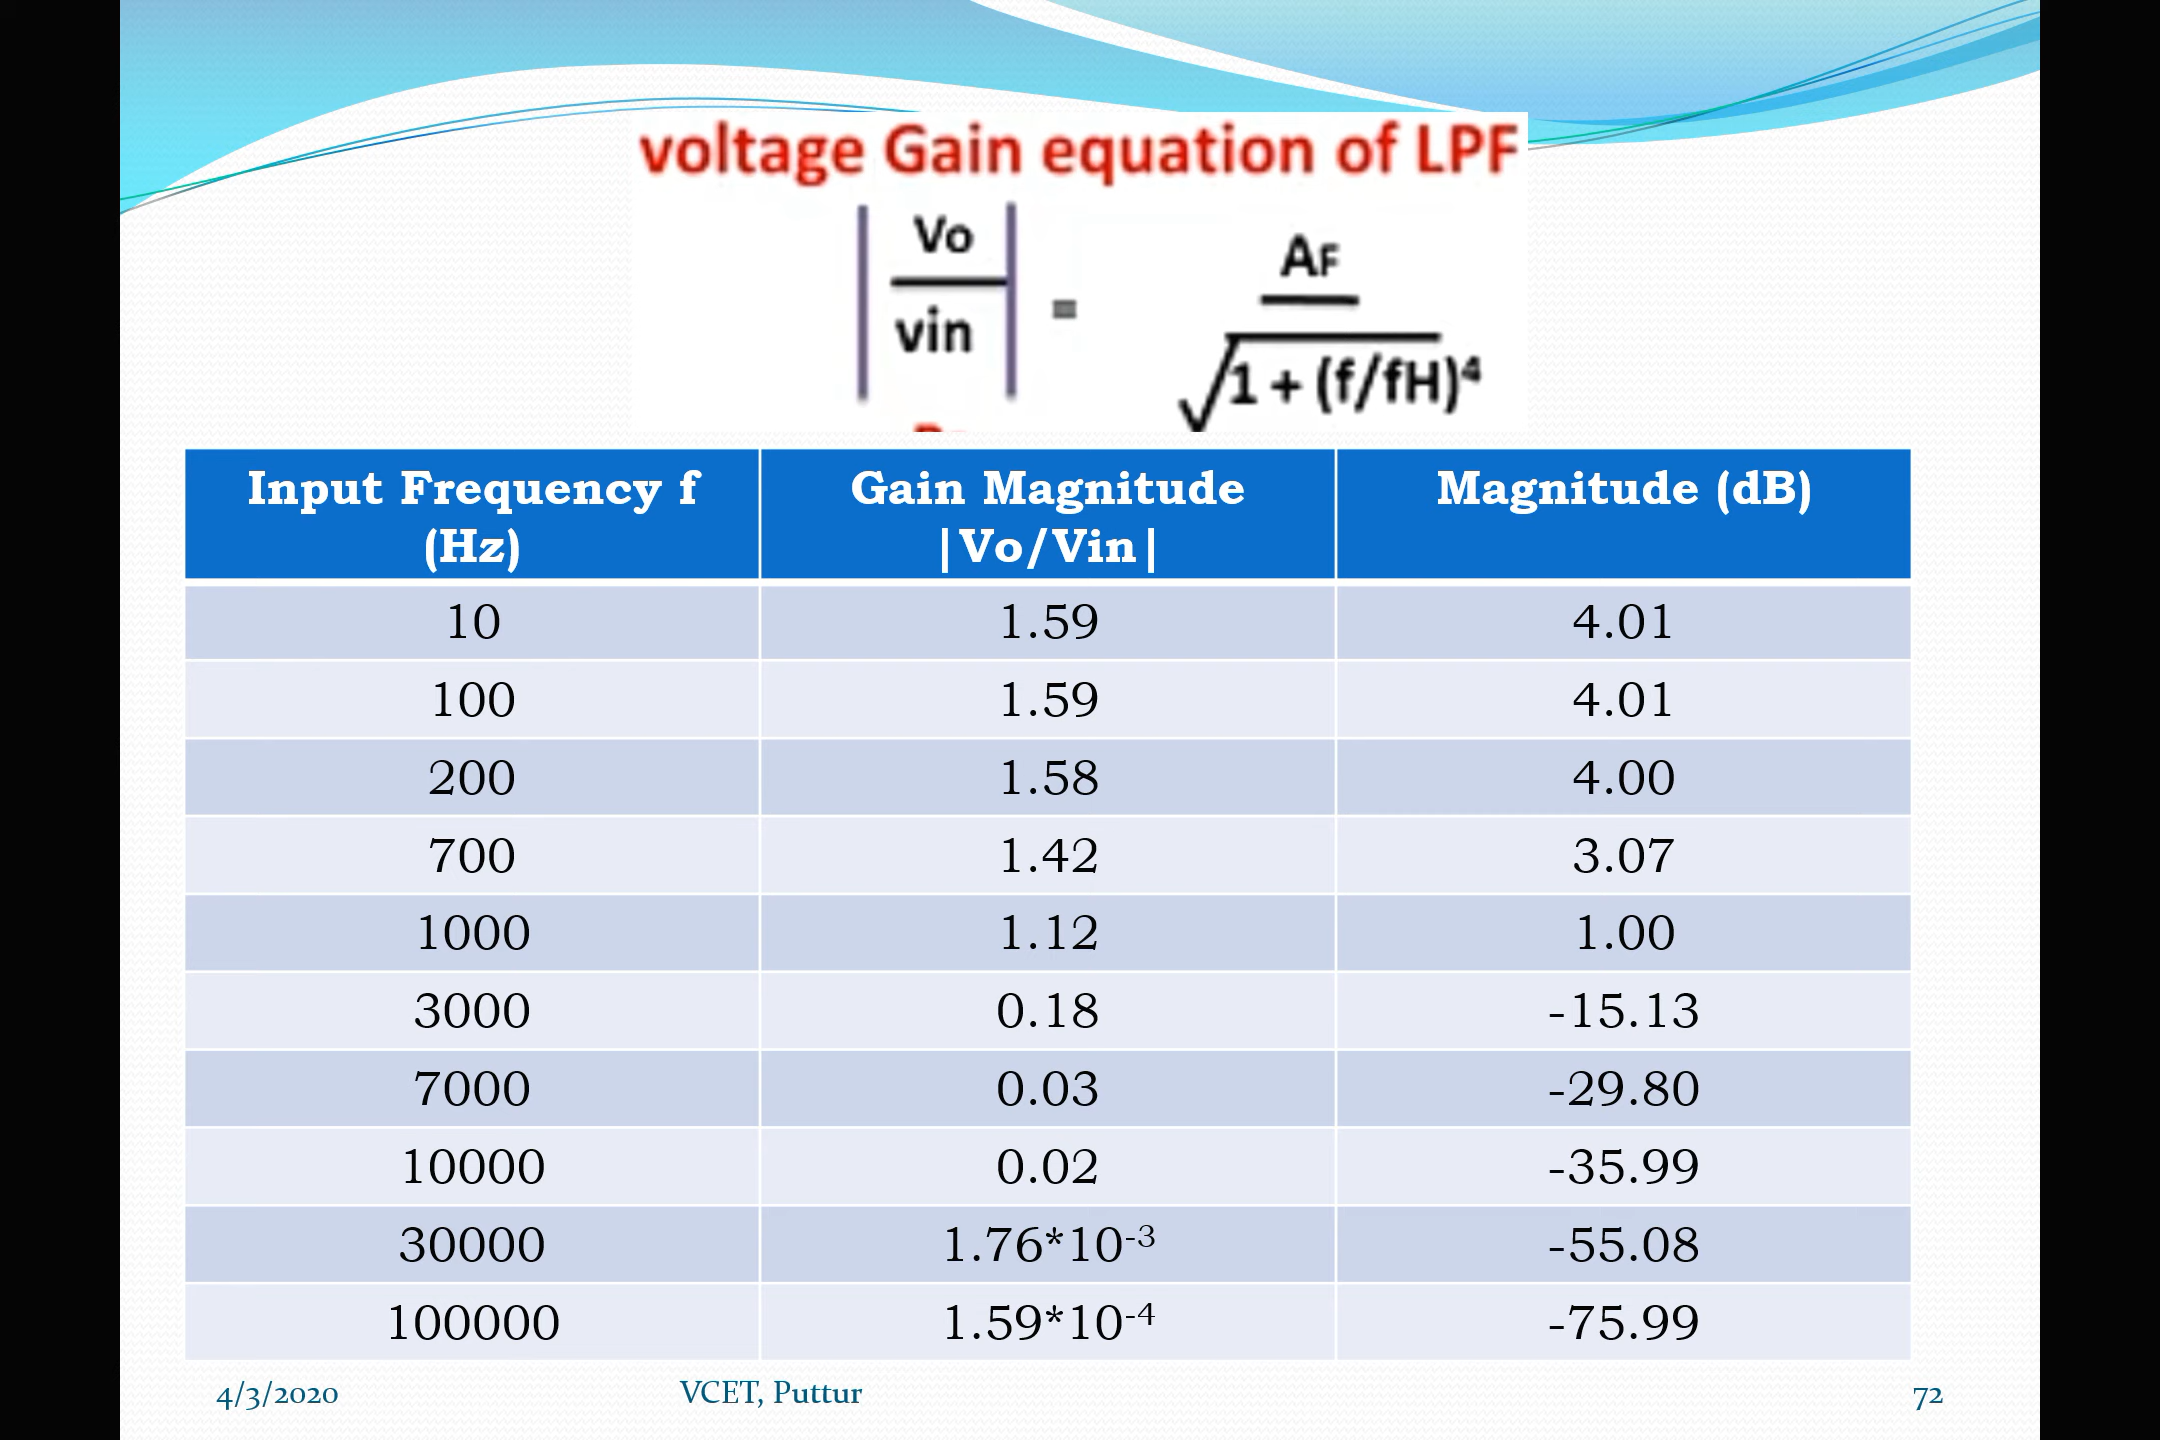 voltage Gain equation of LPF
| Vo / vin | = AF / √1 + (f/fH)⁴
Input Frequency f (Hz) Gain Magnitude |Vo/Vin| Magnitude (dB)
10 1.59 4.01
100 1.59 4.01
200 1.58 4.00
700 1.42 3.07
1000 1.12 1.00
3000 0.18 -15.13
7000 0.03 -29.80
10000 0.02 -35.99
30000 1.76*10⁻³ -55.08
100000 1.59*10⁻⁴ -75.99
4/3/2020 VCET, Puttur 72